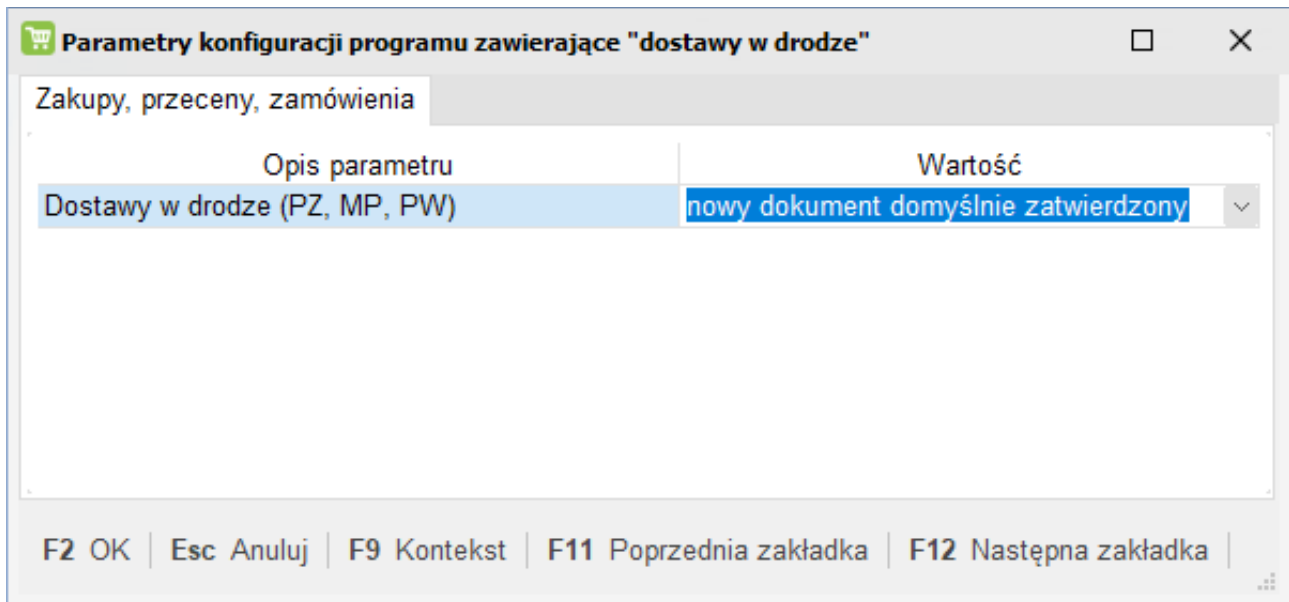 Parametry konfiguracji programu zawierające "dostawy w drodze"
Zakupy, przeceny, zamówienia
Opis parametru Wartość
Dostawy w drodze (PZ, MP, PW) nowy dokument domyślnie zatwierdzony
F2 OK Esc Anuluj F9 Kontekst F11 Poprzednia zakładka F12 Następna zakładka